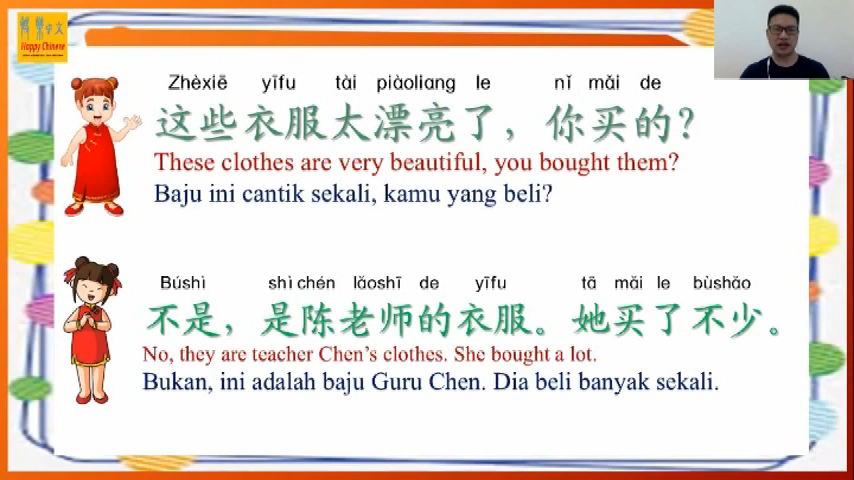 Happy Chinese
Zhèxiē yīfu tài piàoliang le nǐ mǎi de
这些衣服太漂亮了，你买的？
These clothes are very beautiful, you bought them?
Baju ini cantik sekali, kamu yang beli?
Búshì shì chén lǎoshī de yīfu tā mǎi le bùshǎo
不是，是陈老师的衣服。她买了不少。
No, they are teacher Chen's clothes. She bought a lot.
Bukan, ini adalah baju Guru Chen. Dia beli banyak sekali.